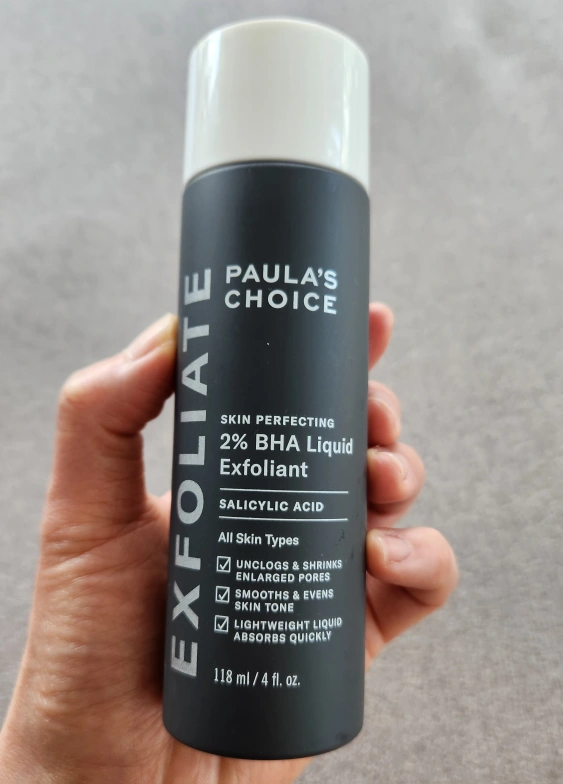 EXFOLIATE
PAULA'S
CHOICE
SKIN PERFECTING
2% BHA Liquid
Exfoliant
SALICYLIC ACID
All Skin Types
UNCLOGS & SHRINKS
ENLARGED PORES
SMOOTHS & EVENS
SKIN TONE
LIGHTWEIGHT LIQUID
ABSORBS QUICKLY
118 ml / 4 fl. oz.